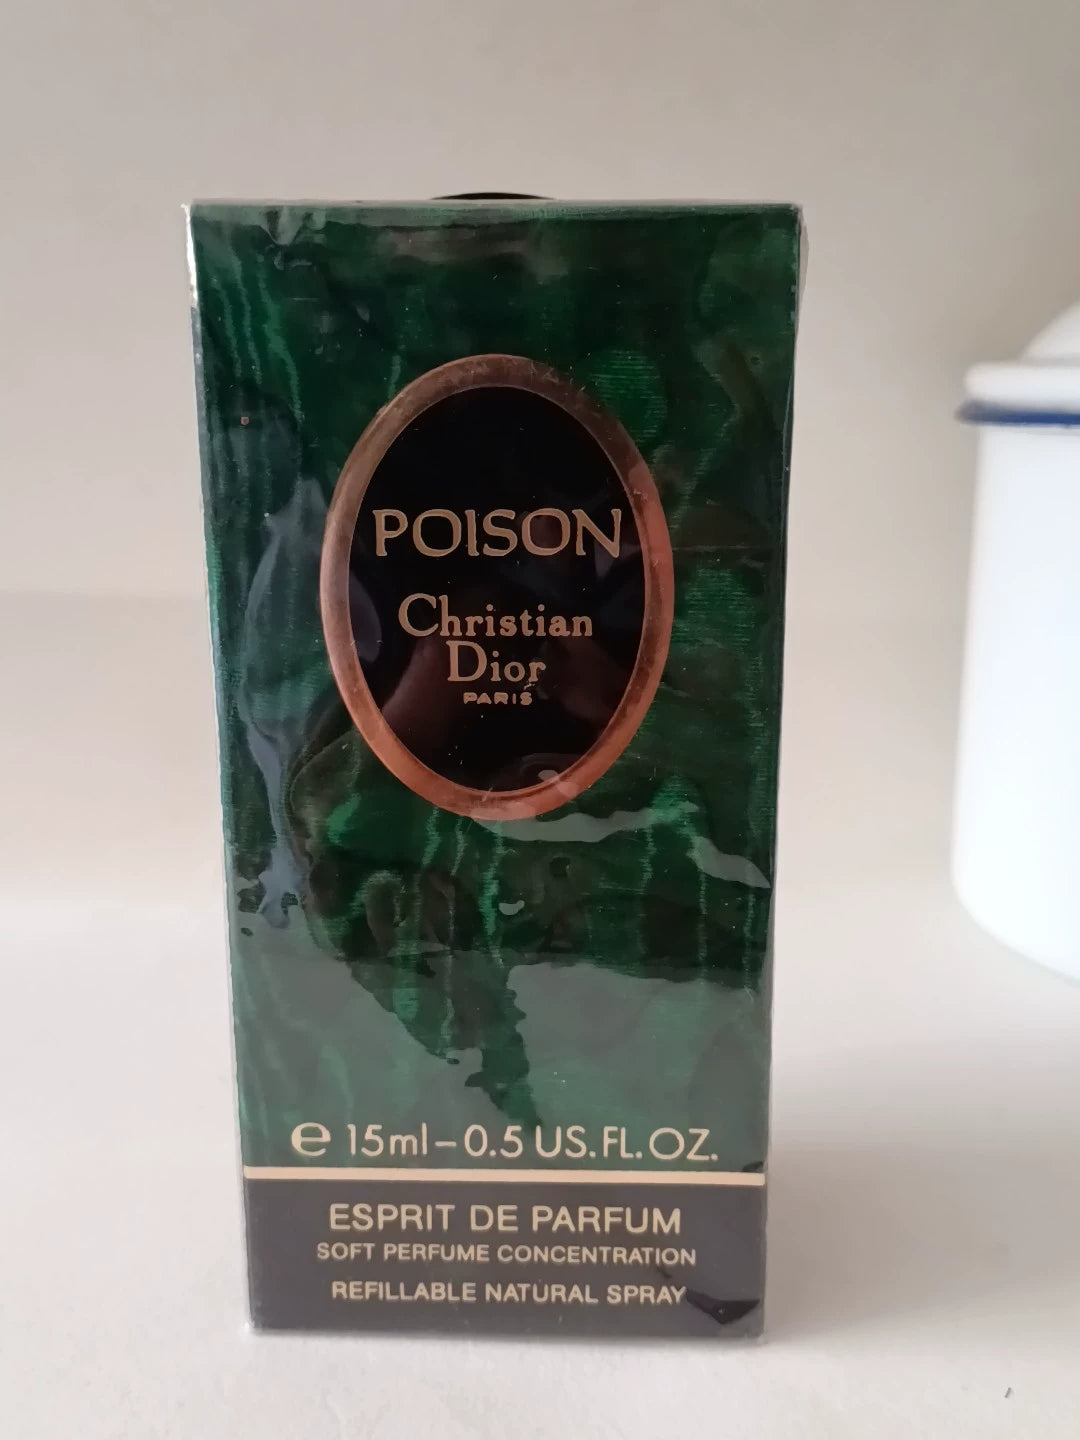 POISON
Christian
Dior
PARIS
e 15ml – 0.5 US.FL.OZ.
ESPRIT DE PARFUM
SOFT PERFUME CONCENTRATION
REFILLABLE NATURAL SPRAY